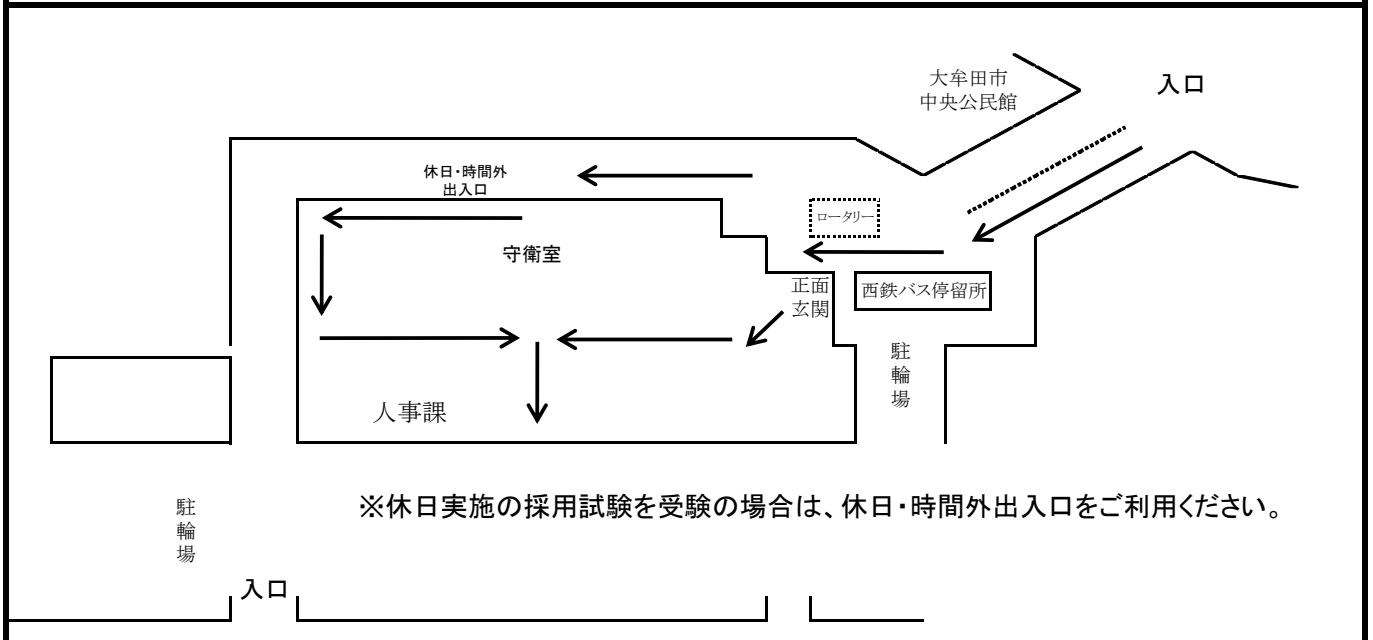 大牟田市
中央公民館
入口
休日・時間外
出入口
ロータリー
守衛室
正面
玄関
西鉄バス停留所
駐輪場
人事課
※休日実施の採用試験を受験の場合は、休日・時間外出入口をご利用ください。
駐輪場
入口